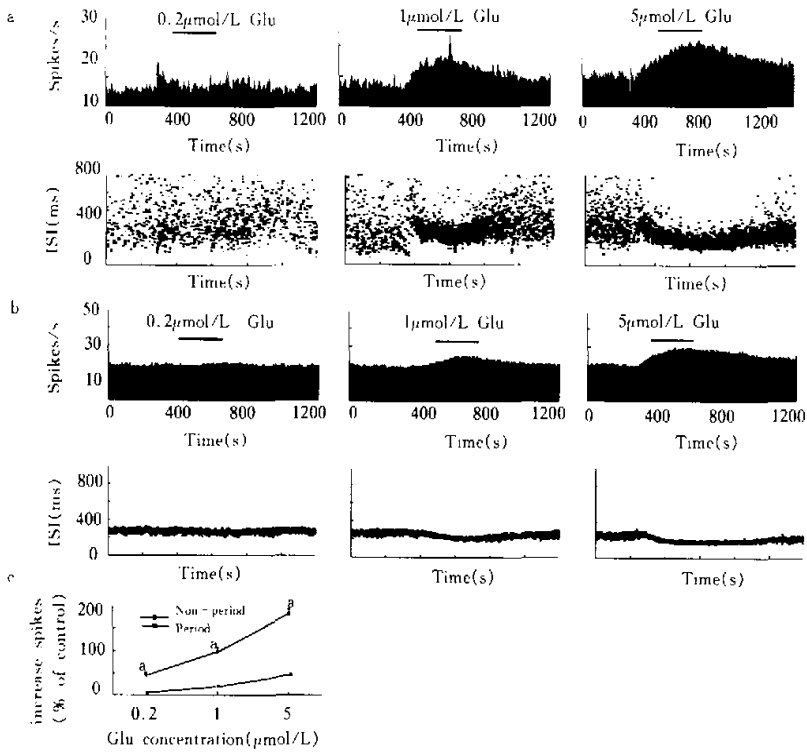 a
0.2μmol/L Glu
1μmol/L Glu
5μmol/L Glu
Spikes/s
30
20
10
0 400 800 1200
0 400 800 1200
0 400 800 1200
Time(s)
Time(s)
Time(s)
ISI(ms)
800
400
0
Time(s)
Time(s)
Time(s)
b
0.2μmol/L Glu
1μmol/L Glu
5μmol/L Glu
Spikes/s
50
30
10
0 400 800 1200
0 400 800 1200
0 400 800 1200
Time(s)
Time(s)
Time(s)
ISI(ms)
800
400
0
Time(s)
Time(s)
Time(s)
c
increase spikes
(% of control)
200
100
0
Non-period
Period
a
a
a
0.2 1 5
Glu concentration(μmol/L)